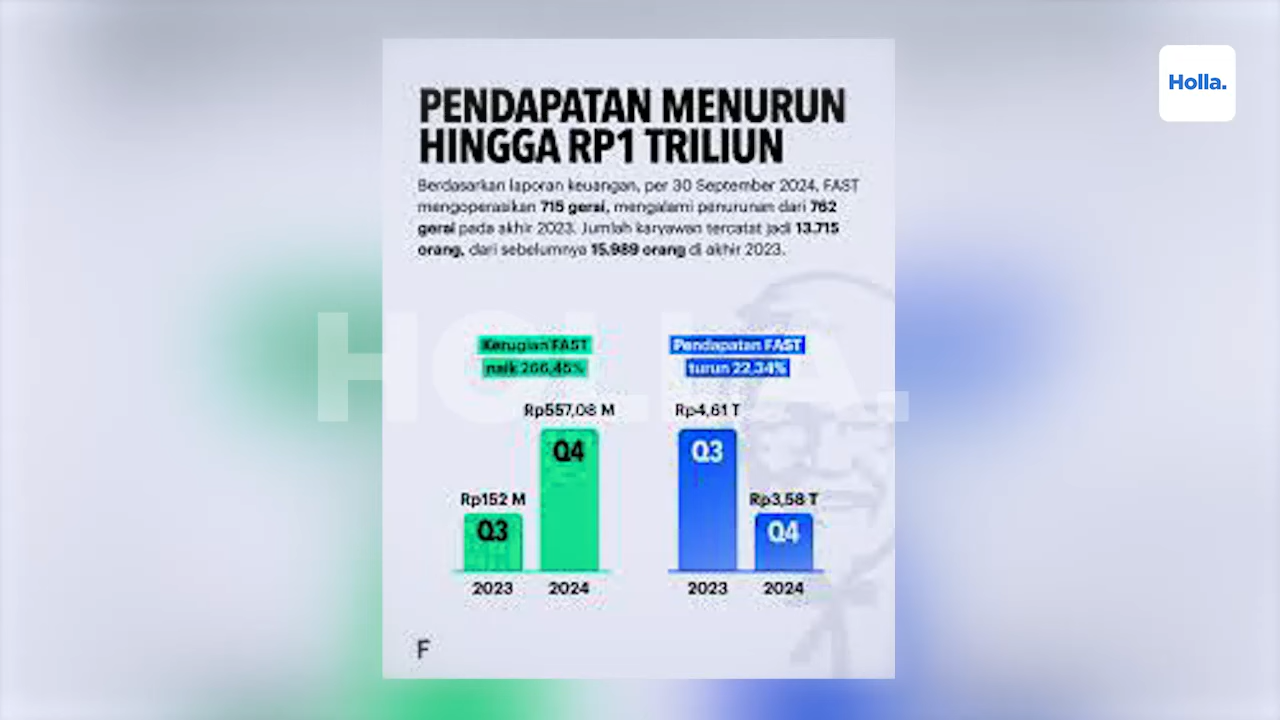 Holla.
PENDAPATAN MENURUN
HINGGA RP1 TRILIUN
Berdasarkan laporan keuangan, per 30 September 2024, FAST
mengoperasikan 715 gerai, mengalami penurunan dari 762
gerai pada akhir 2023. Jumlah karyawan tercatat jadi 13.715
orang, dari sebelumnya 15.989 orang di akhir 2023.
HOLLA.
Kerugian FAST
naik 266,45%
Rp557,08 M
Q4
Rp152 M
Q3
2023 2024
Pendapatan FAST
turun 22,34%
Rp4,61 T
Q3
Rp3,58 T
Q4
2023 2024
F